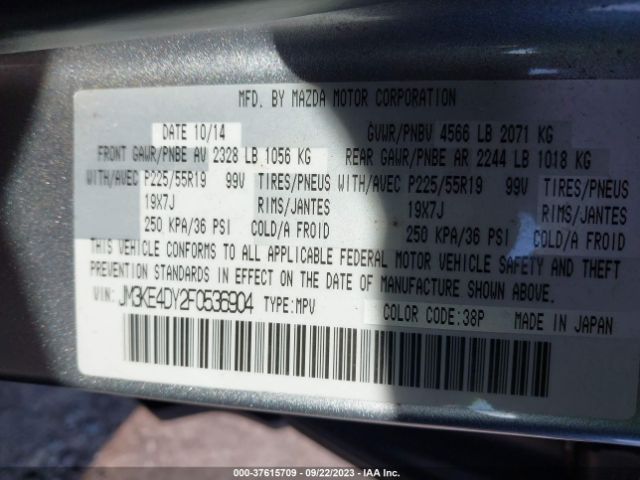 MFD. BY MAZDA MOTOR CORPORATION
DATE 10/14 GVWR/PNBV 4566 LB 2071 KG
FRONT GAWR/PNBE AV 2328 LB 1056 KG REAR GAWR/PNBE AR 2244 LB 1018 KG
WITH/AVEC P225/55R19 99V TIRES/PNEUS WITH/AVEC P225/55R19 99V TIRES/PNEUS
19X7J RIMS/JANTES 19X7J RIMS/JANTES
250 KPA/36 PSI COLD/A FROID 250 KPA/36 PSI COLD/A FROID
THIS VEHICLE CONFORMS TO ALL APPLICABLE FEDERAL MOTOR VEHICLE SAFETY AND THEFT
PREVENTION STANDARDS IN EFFECT ON THE DATE OF MANUFACTURE SHOWN ABOVE.
VIN: JM3KE4DY2F0536904 TYPE:MPV COLOR CODE:38P MADE IN JAPAN
000-37615709 - 09/22/2023 - IAA Inc.